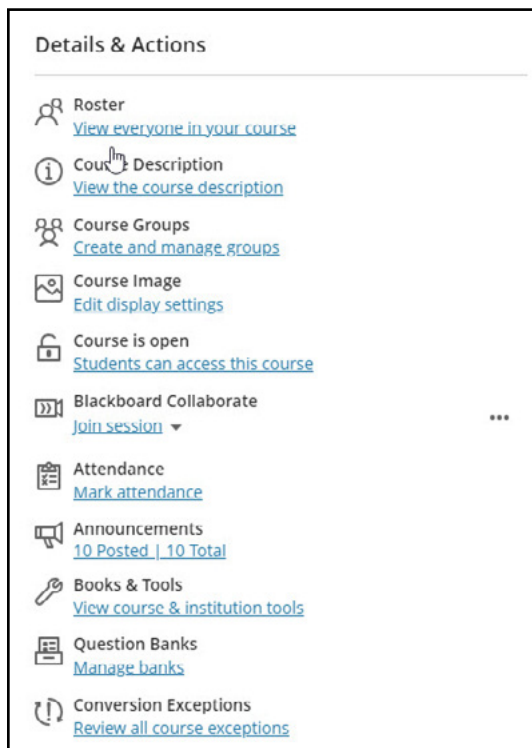 Details & Actions
Roster
View everyone in your course
Course Description
View the course description
Course Groups
Create and manage groups
Course Image
Edit display settings
Course is open
Students can access this course
Blackboard Collaborate
Join session
Attendance
Mark attendance
Announcements
10 Posted | 10 Total
Books & Tools
View course & institution tools
Question Banks
Manage banks
Conversion Exceptions
Review all course exceptions